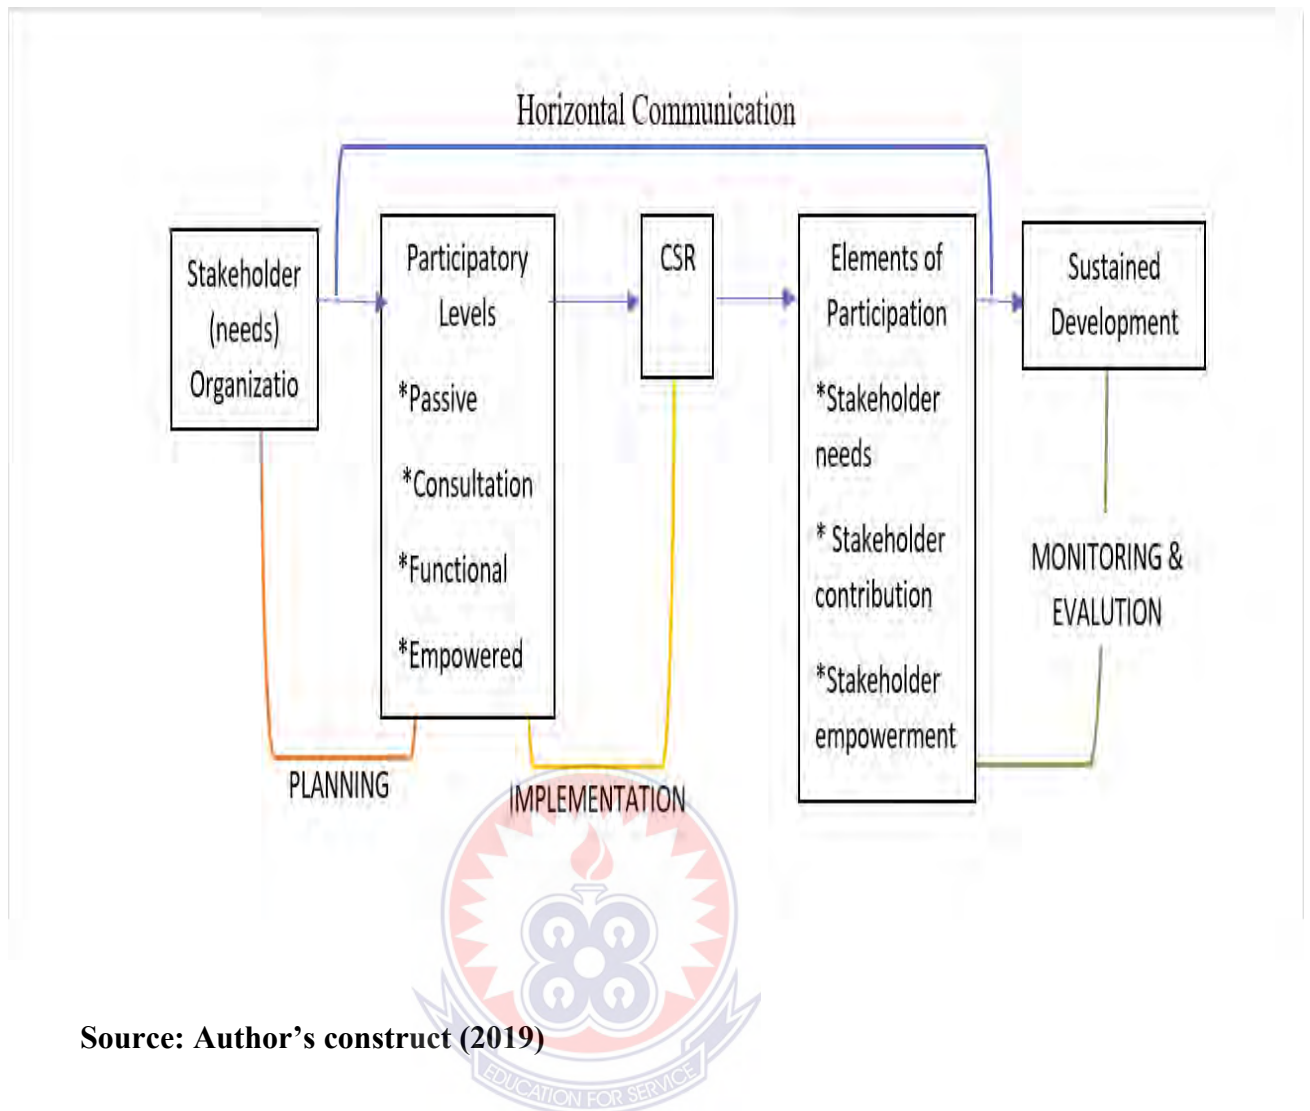 Horizontal Communication
Stakeholder
(needs)
Organizatio
Participatory
Levels
*Passive
*Consultation
*Functional
*Empowered
CSR
Elements of
Participation
*Stakeholder
needs
* Stakeholder
contribution
*Stakeholder
empowerment
Sustained
Development
MONITORING &
EVALUTION
PLANNING
IMPLEMENTATION
Source: Author’s construct (2019)
EDUCATION FOR SERVICE